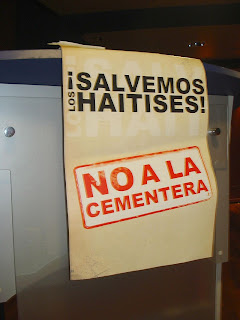 ¡SALVEMOS
LOS HAITISES!
NO A LA
CEMENTERA